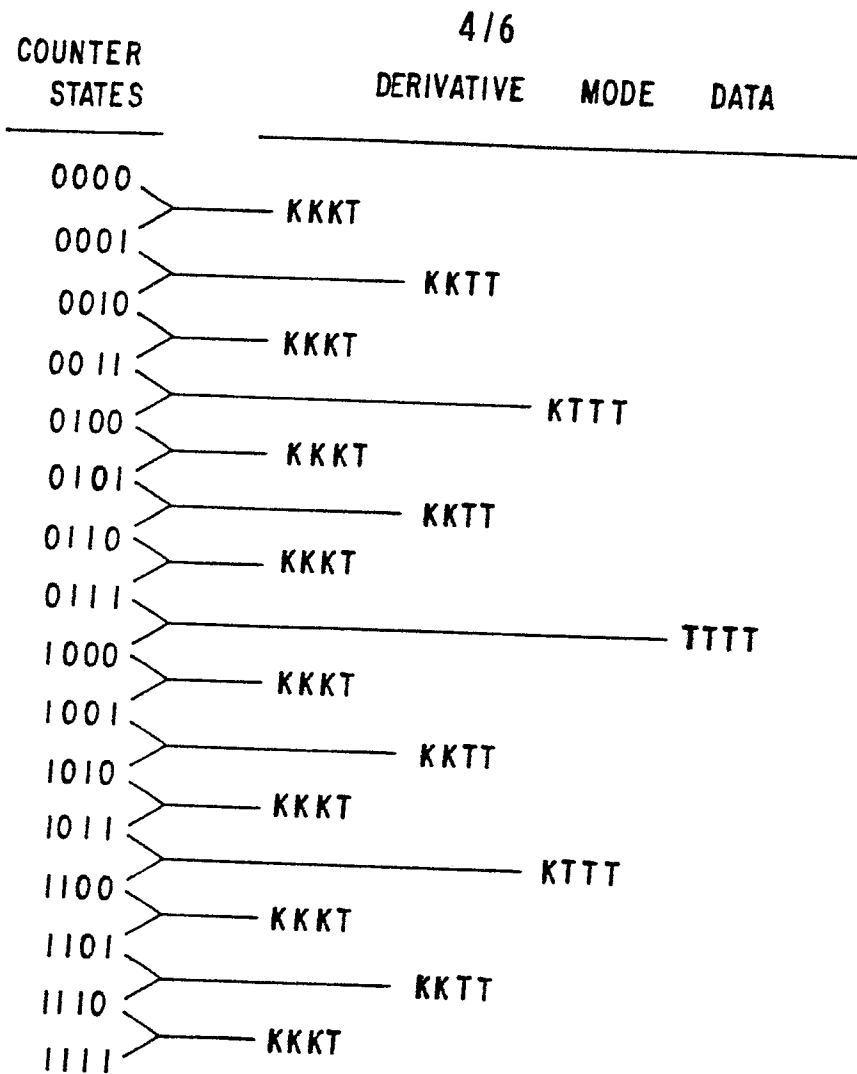 4/6
COUNTER
STATES
DERIVATIVE MODE DATA
0000
KKKT
0001
KKTT
0010
KKKT
0011
KTTT
0100
KKKT
0101
KKTT
0110
KKKT
0111
TTTT
1000
KKKT
1001
KKTT
1010
KKKT
1011
KTTT
1100
KKKT
1101
KKTT
1110
KKKT
1111